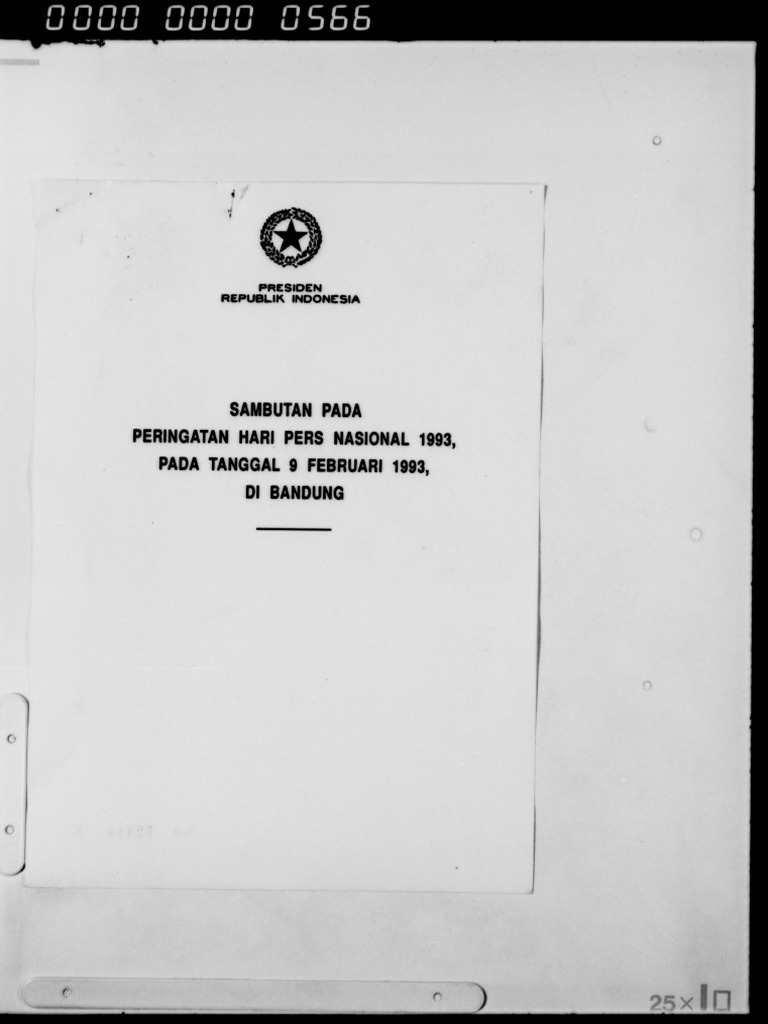 0000 0000 0566
PRESIDEN
REPUBLIK INDONESIA
SAMBUTAN PADA
PERINGATAN HARI PERS NASIONAL 1993,
PADA TANGGAL 9 FEBRUARI 1993,
DI BANDUNG
25×